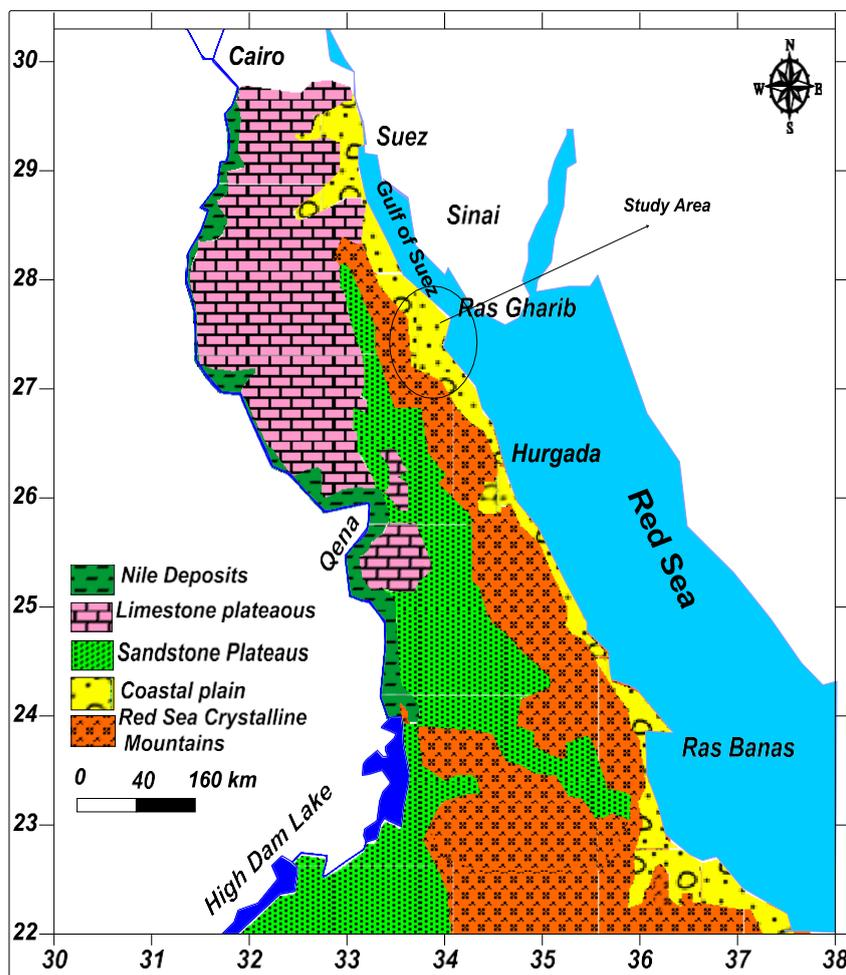 30
Cairo
N
W
E
S
29
Suez
Sinai
Study Area
Gulf of Suez
28
Ras Gharib
27
Hurgada
26
Red Sea
Qena
25
Nile Deposits
Limestone plateaous
Sandstone Plateaus
Coastal plain
24
Red Sea Crystalline
Mountains
Ras Banas
0 40 160 km
23
High Dam Lake
22
30 31 32 33 34 35 36 37 38